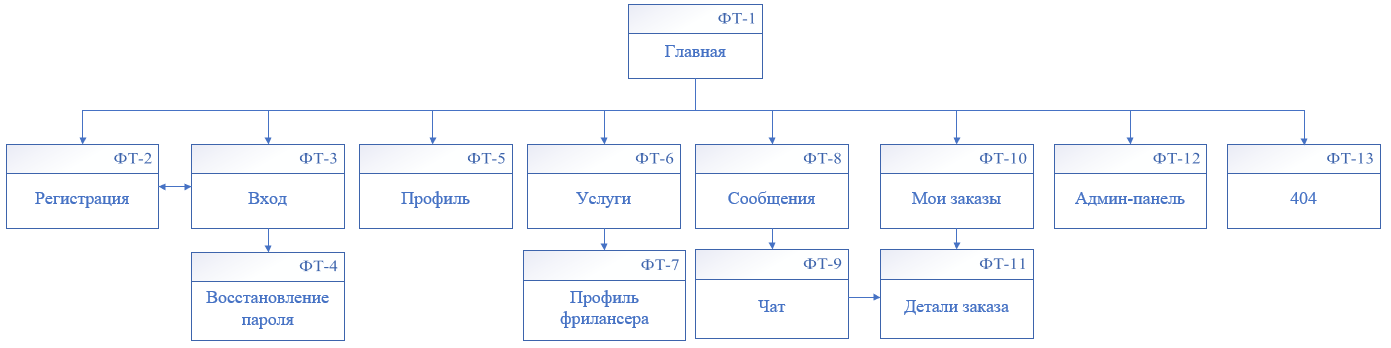 ФТ-1
Главная
ФТ-2
Регистрация
ФТ-3
Вход
ФТ-5
Профиль
ФТ-6
Услуги
ФТ-8
Сообщения
ФТ-10
Мои заказы
ФТ-12
Админ-панель
ФТ-13
404
ФТ-4
Восстановление
пароля
ФТ-7
Профиль
фрилансера
ФТ-9
Чат
ФТ-11
Детали заказа